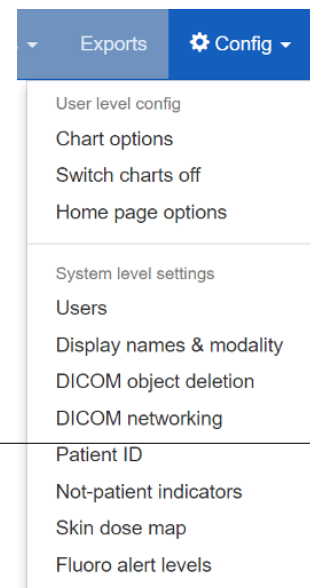 Exports Config
User level config
Chart options
Switch charts off
Home page options
System level settings
Users
Display names & modality
DICOM object deletion
DICOM networking
Patient ID
Not-patient indicators
Skin dose map
Fluoro alert levels